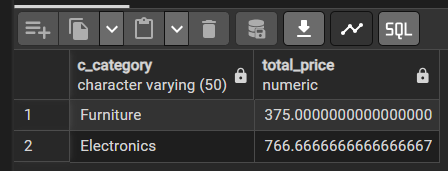 SQL
c_category total_price
character varying (50) numeric
1 Furniture 375.0000000000000000
2 Electronics 766.6666666666666667